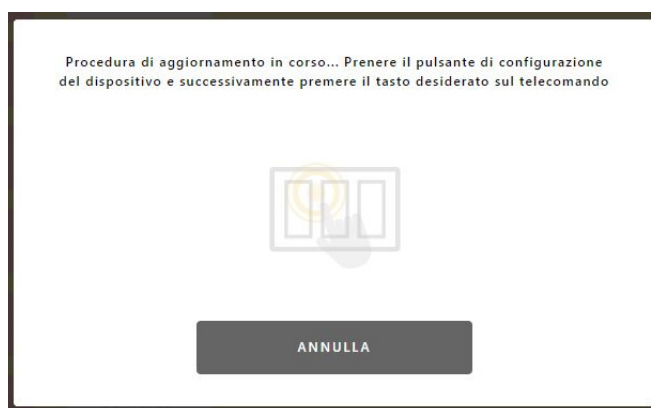 Procedura di aggiornamento in corso... Prenere il pulsante di configurazione
del dispositivo e successivamente premere il tasto desiderato sul telecomando
ANNULLA